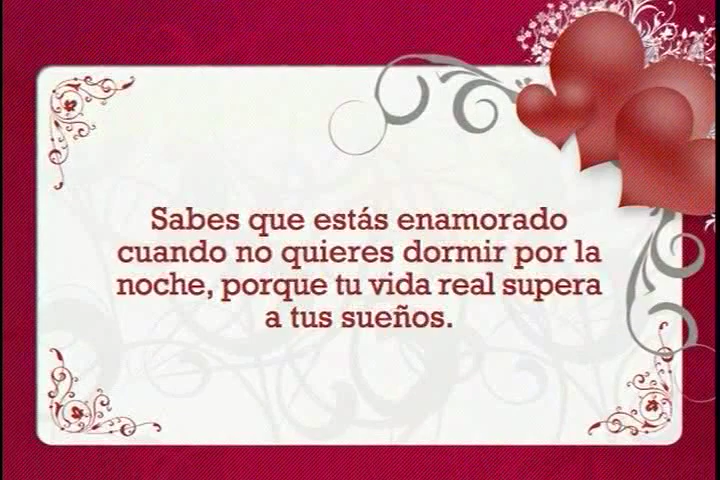 Sabes que estás enamorado
cuando no quieres dormir por la
noche, porque tu vida real supera
a tus sueños.